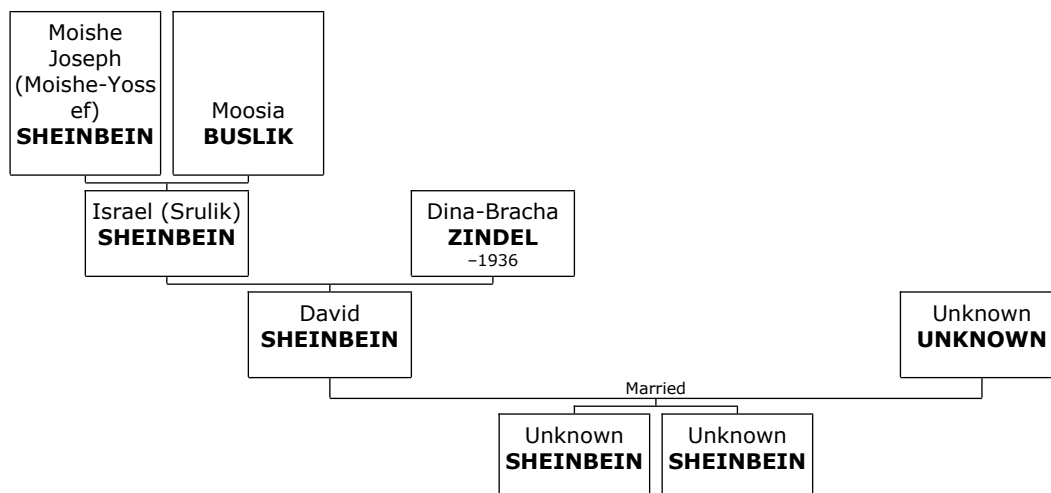 Moishe
Joseph
(Moishe-Yoss
ef)
SHEINBEIN
Moosia
BUSLIK
Israel (Srulik)
SHEINBEIN
Dina-Bracha
ZINDEL
–1936
David
SHEINBEIN
Unknown
UNKNOWN
Married
Unknown
SHEINBEIN
Unknown
SHEINBEIN